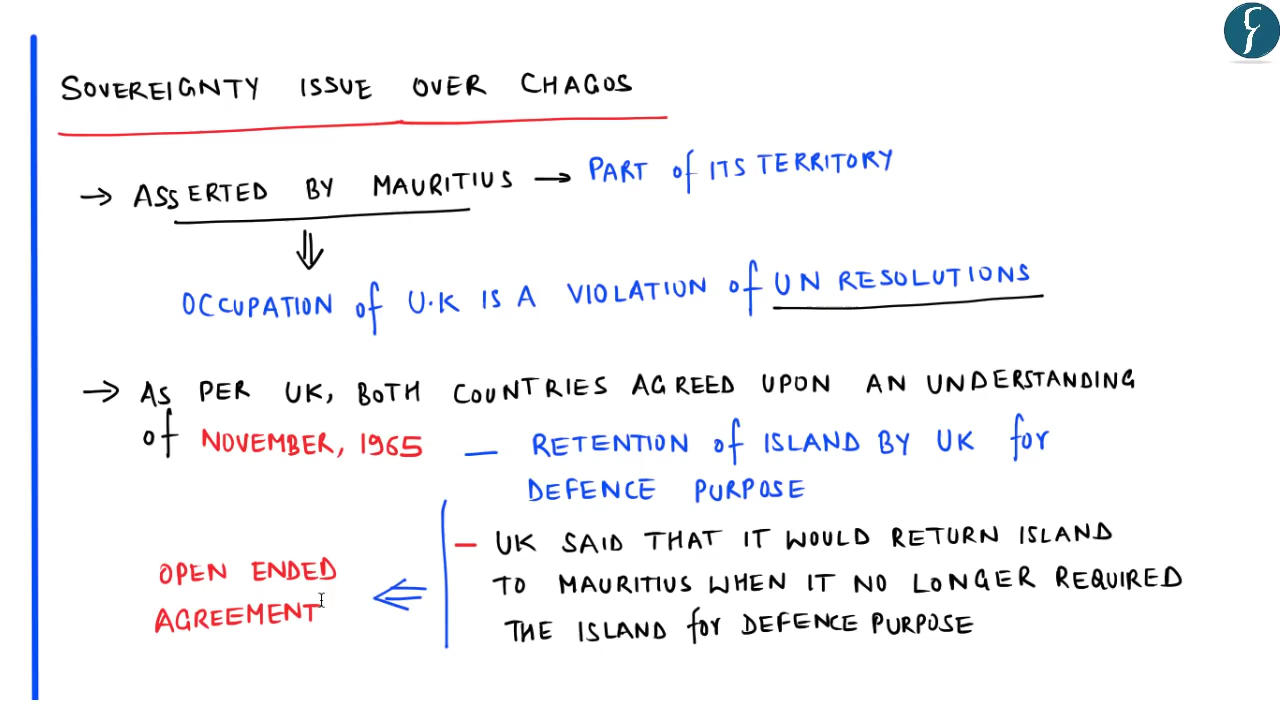 SOVEREIGNTY ISSUE OVER CHAGOS
→ ASSERTED BY MAURITIUS → PART of ITS TERRITORY
OCCUPATION of U.K IS A VIOLATION of UN RESOLUTIONS
→ AS PER UK, BOTH COUNTRIES AGREED UPON AN UNDERSTANDING
of NOVEMBER, 1965 — RETENTION of ISLAND BY UK for
DEFENCE PURPOSE
— UK SAID THAT IT WOULD RETURN ISLAND
TO MAURITIUS WHEN IT NO LONGER REQUIRED
THE ISLAND for DEFENCE PURPOSE
OPEN ENDED
AGREEMENT